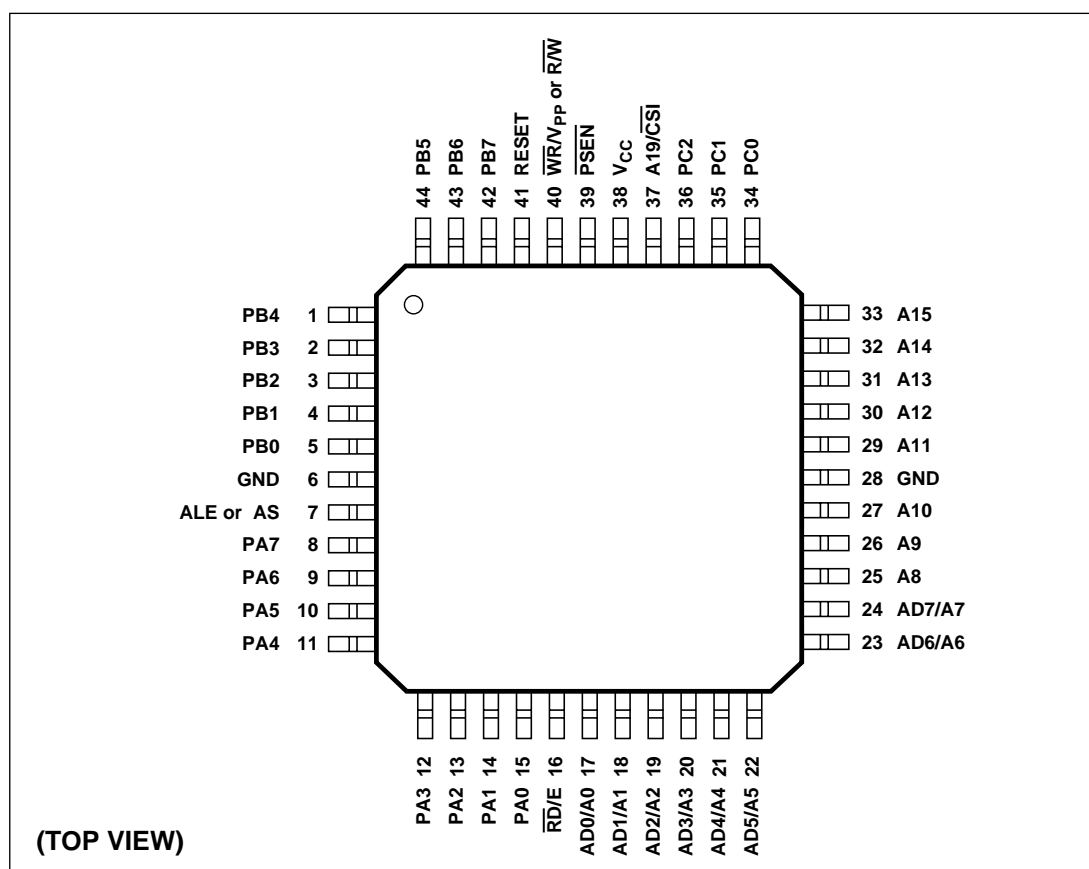 44 PB5
43 PB6
42 PB7
41 RESET
40 W̅R̅/VPP or R̅/̅W̅
39 P̅S̅E̅N̅
38 VCC
37 A19/C̅S̅I̅
36 PC2
35 PC1
34 PC0
PB4 1
PB3 2
PB2 3
PB1 4
PB0 5
GND 6
ALE or AS 7
PA7 8
PA6 9
PA5 10
PA4 11
33 A15
32 A14
31 A13
30 A12
29 A11
28 GND
27 A10
26 A9
25 A8
24 AD7/A7
23 AD6/A6
PA3 12
PA2 13
PA1 14
PA0 15
R̅D̅/E 16
AD0/A0 17
AD1/A1 18
AD2/A2 19
AD3/A3 20
AD4/A4 21
AD5/A5 22
(TOP VIEW)